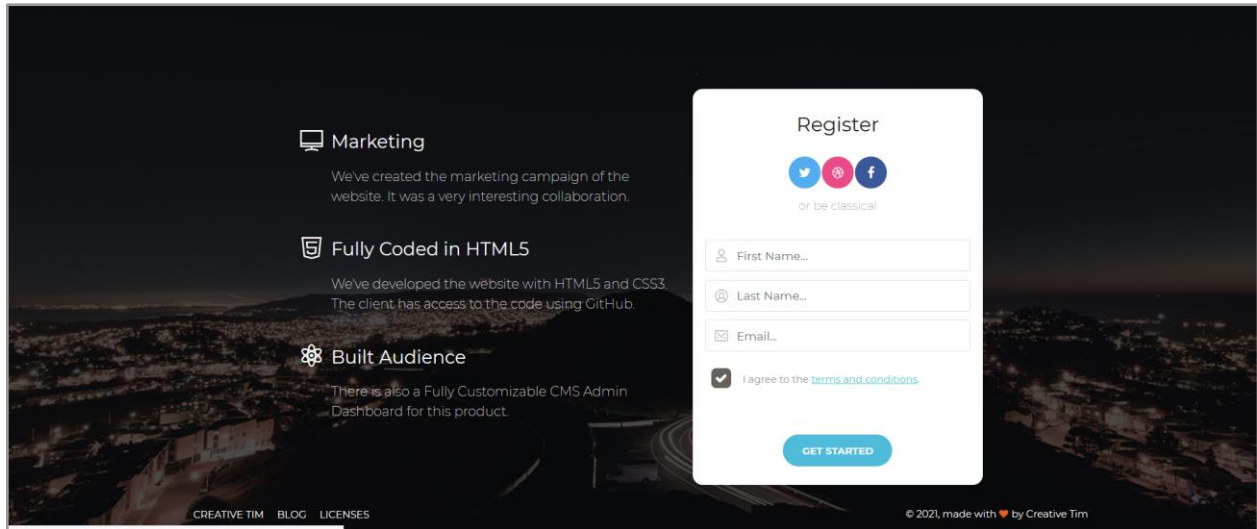 Marketing
We've created the marketing campaign of the
website. It was a very interesting collaboration.
Fully Coded in HTML5
We've developed the website with HTML5 and CSS3.
The client has access to the code using GitHub.
Built Audience
There is also a Fully Customizable CMS Admin
Dashboard for this product.
Register
or be classical
First Name...
Last Name...
Email...
I agree to the terms and conditions.
GET STARTED
CREATIVE TIM BLOG LICENSES
© 2021, made with ❤ by Creative Tim